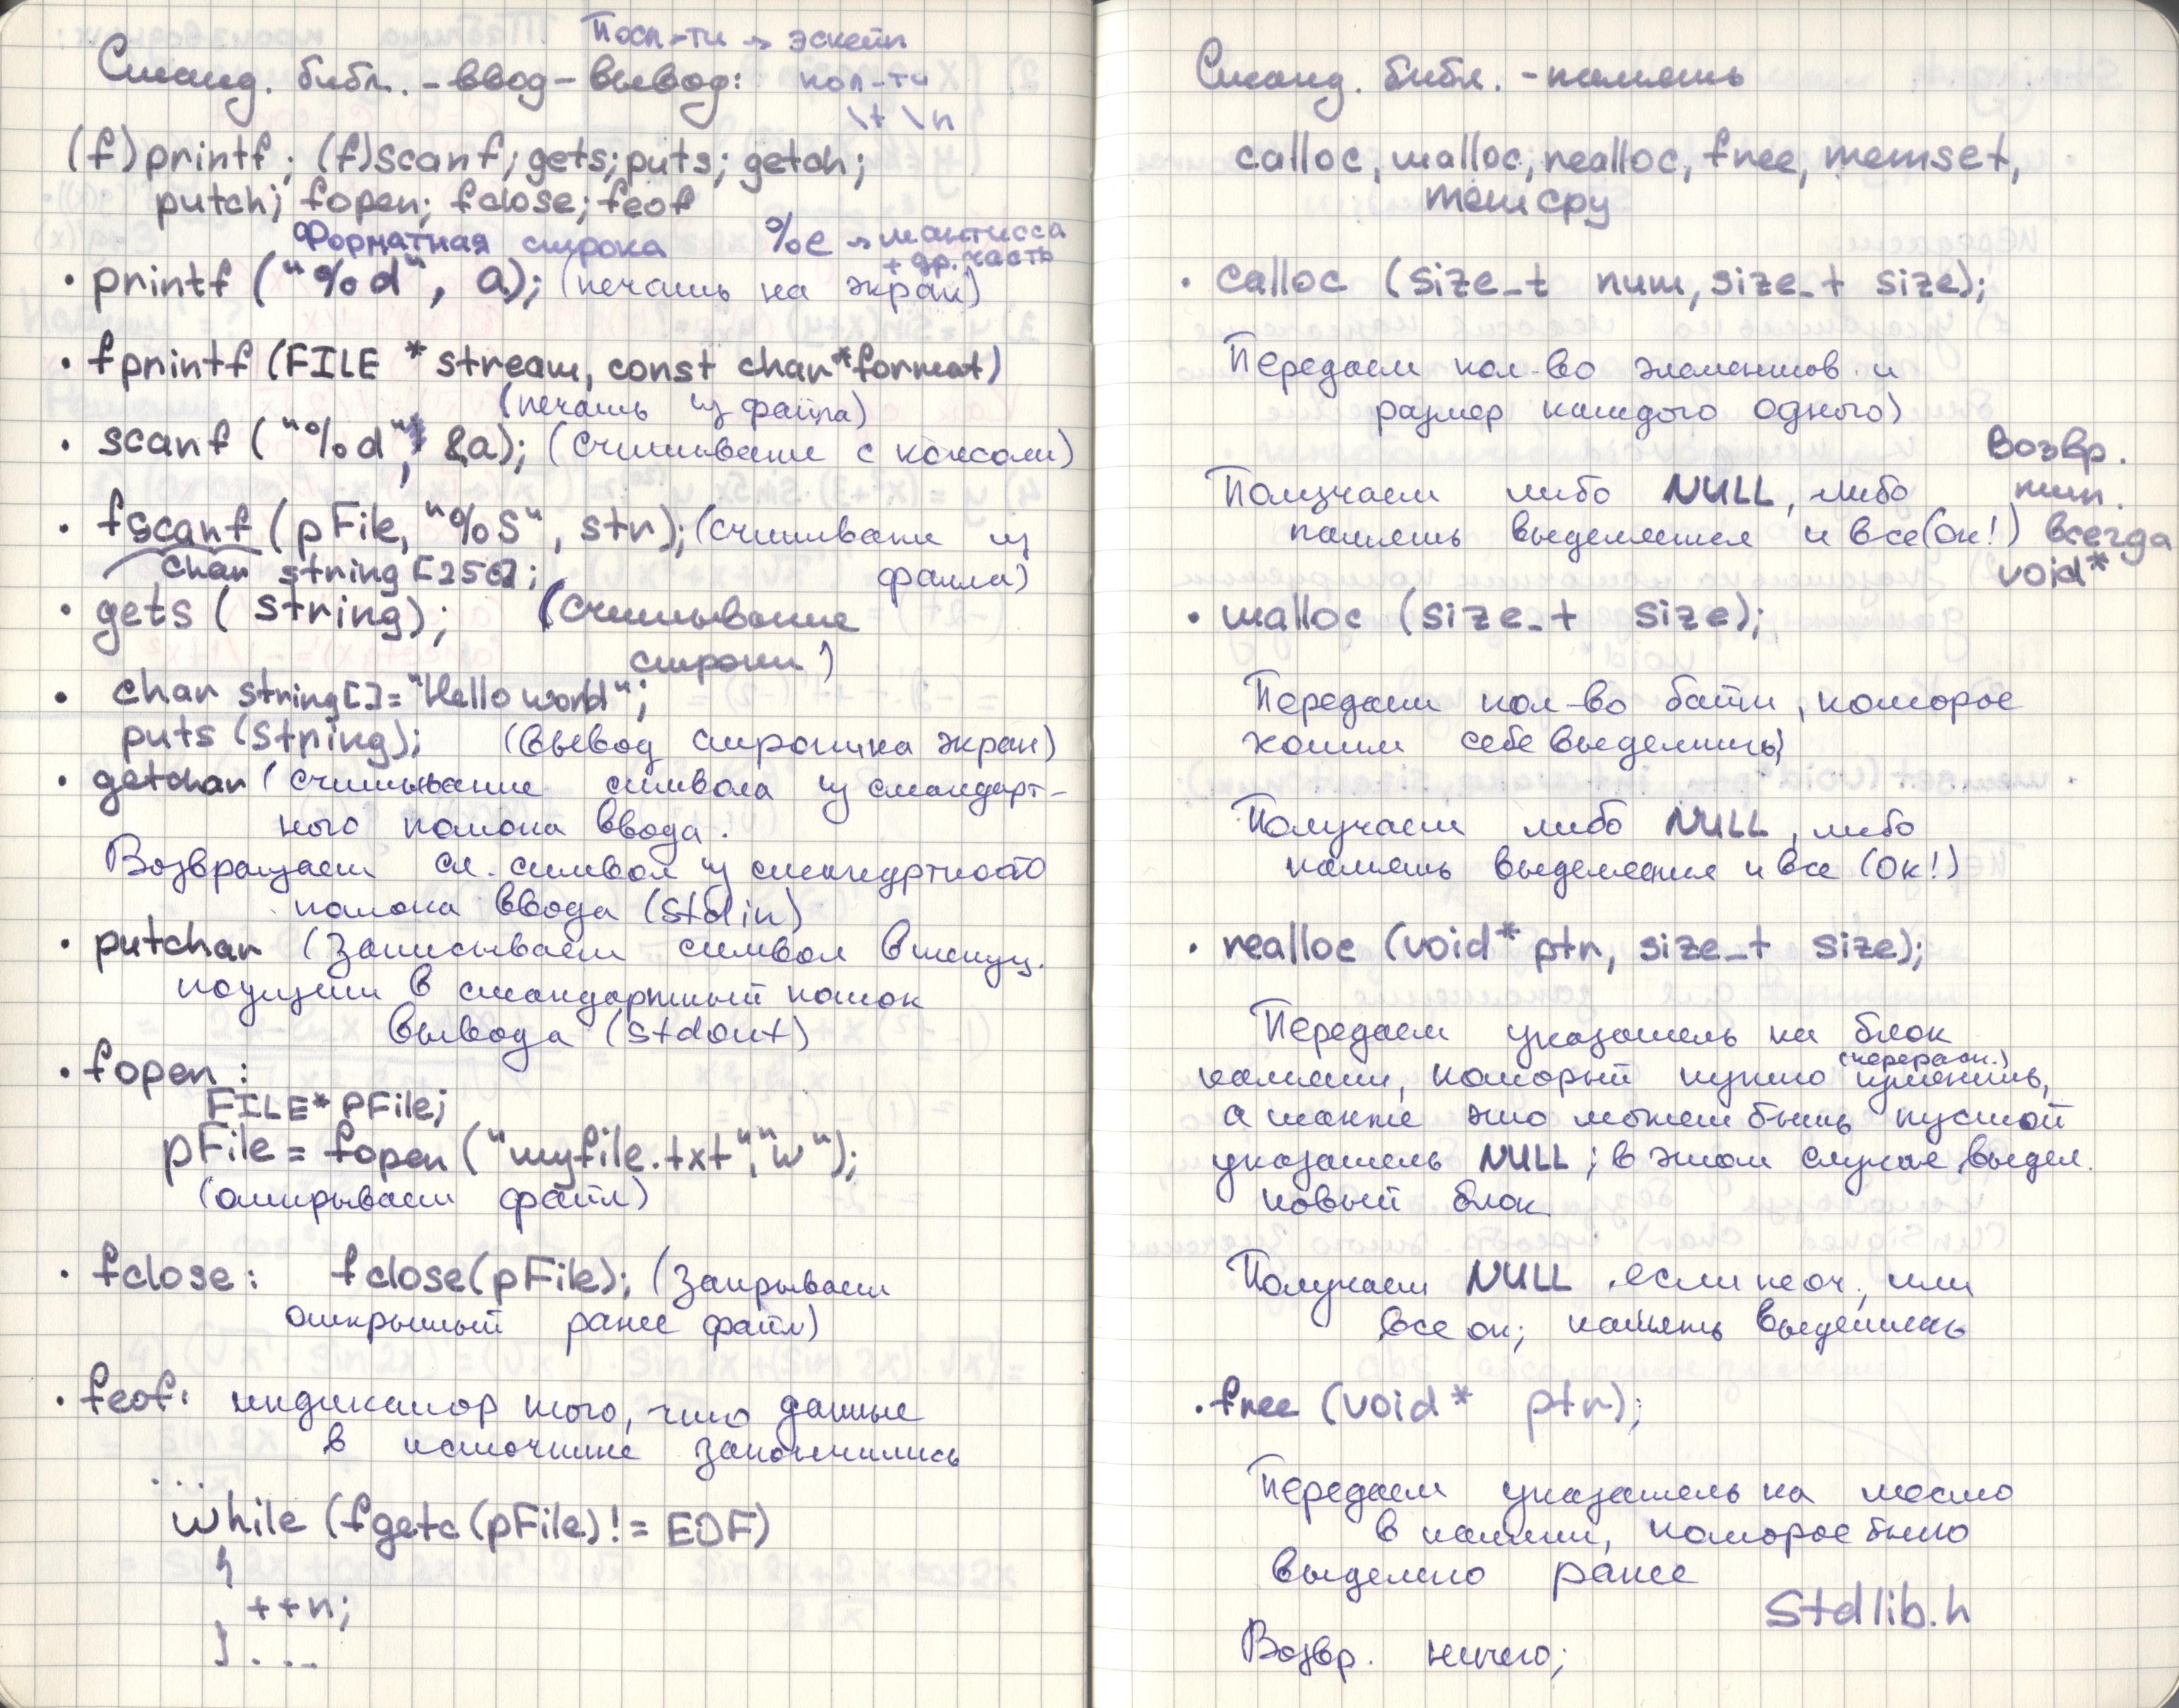 Посл-ти → эскейп
Станд. библ. - ввод - вывод: посл-ти
\t \n
(f)printf; (f)scanf; gets; puts; getch;
putch; fopen; fclose; feof
Форматная строка %e → мантисса
+ др. часть
• printf ("%d", a); (печать на экран)
• fprintf (FILE * stream, const char*format)
(печать из файла)
• scanf ("%d", &a); (считывание с консоли)
• fscanf (pFile, "%s", str); (считывание из
char string [256]; файла)
• gets (string); (считывание
строки)
• char string[]="Hello world";
puts (string); (вывод строки на экран)
• getchar (считывание символа из стандарт-
ного потока ввода.
Возвращает сл. символ из стандартного
потока ввода (stdin)
• putchar (Записывает символ в текущ.
позиции в стандартный поток
вывода (stdout)
• fopen:
FILE* pFile;
pFile = fopen ("myfile.txt","w");
(открывает файл)
• fclose: fclose(pFile); (Закрывает
открытый ранее файл)
• feof: индикатор того, что данные
в источнике закончились
...
while (fgetc (pFile) != EOF)
{
++n;
} ...
Станд. библ. - память
calloc, malloc, realloc, free, memset,
memcpy
• calloc (size_t num, size_t size);
Передаем кол-во элементов и
размер каждого одного)
Возвр.
Получаем либо NULL, либо тип.
память выделяется и все (Ок!) всегда
void*
• malloc (size_t size);
Передаем кол-во байт, которое
хотим себе выделить;
Получаем либо NULL, либо
память выделяется и все (Ок!)
• realloc (void* ptr, size_t size);
Передаем указатель на блок
памяти, который нужно изменить,
а также это может быть пустой
указатель NULL; в этом случае выдел.
новый блок
Получаем NULL если не оч., или
все ок; память выделилась
• free (void* ptr);
Передаем указатель на место
в памяти, которое было
выделено ранее
stdlib.h
Возвр. ничего;